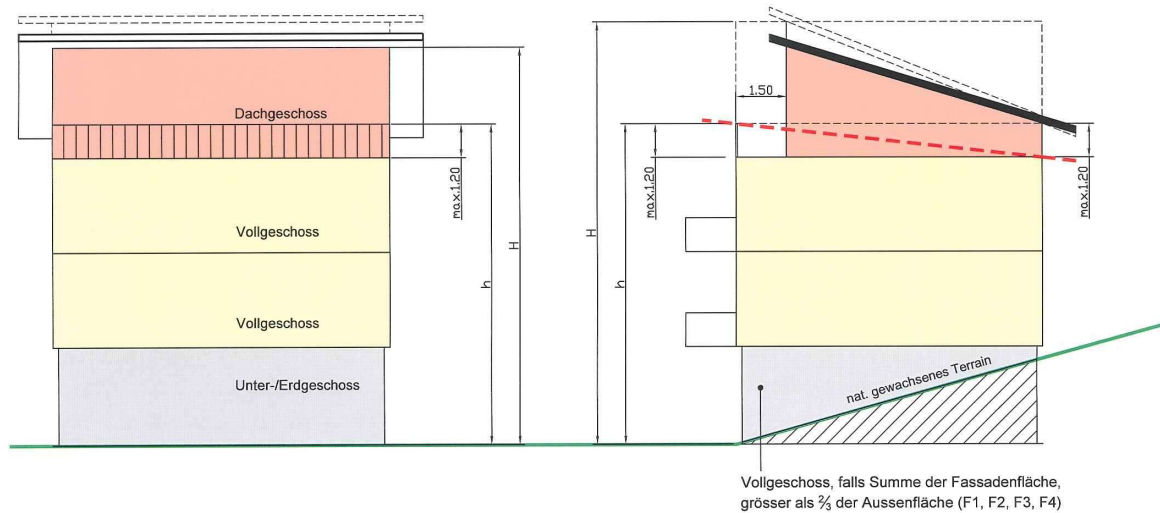 Dachgeschoss
max.1.20
Vollgeschoss
H
h
Vollgeschoss
Unter-/Erdgeschoss
1.50
max.1.20
max.1.20
H
h
nat. gewachsenes Terrain
Vollgeschoss, falls Summe der Fassadenfläche,
grösser als ⅔ der Aussenfläche (F1, F2, F3, F4)